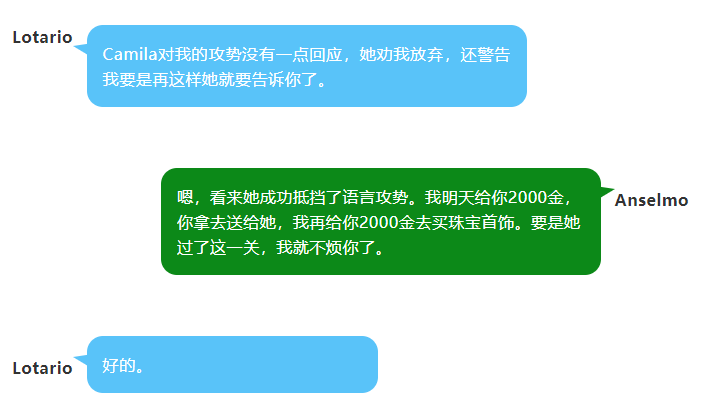 Lotario
Camila对我的攻势没有一点回应，她劝我放弃，还警告
我要是再这样她就要告诉你了。
嗯，看来她成功抵挡了语言攻势。我明天给你2000金，
你拿去送给她，我再给你2000金去买珠宝首饰。要是她
过了这一关，我就不烦你了。
Anselmo
Lotario
好的。